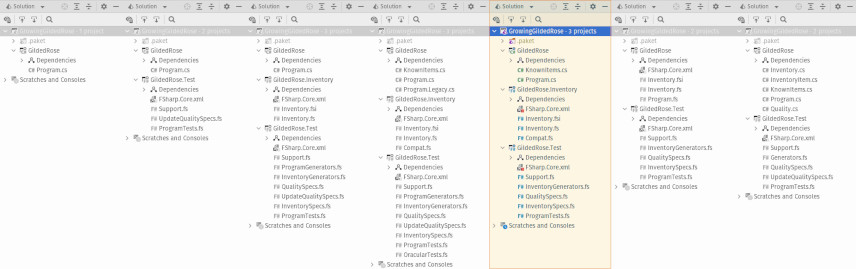 Solution
paket
GildedRose
Dependencies
Program.cs
Scratches and Consoles
Solution
paket
GildedRose
Dependencies
Program.cs
GildedRose.Test
Dependencies
FSharp.Core.xml
Support.fs
UpdateQualitySpecs.fs
ProgramTests.fs
Scratches and Consoles
Solution
paket
GildedRose
Dependencies
Program.cs
GildedRose.Inventory
Dependencies
FSharp.Core.xml
Inventory.fsi
Inventory.fs
GildedRose.Test
Dependencies
FSharp.Core.xml
Support.fs
ProgramGenerators.fs
InventoryGenerators.fs
QualitySpecs.fs
UpdateQualitySpecs.fs
InventorySpecs.fs
ProgramTests.fs
Scratches and Consoles
Solution
paket
GildedRose
Dependencies
KnownItems.cs
Program.cs
Program.Legacy.cs
GildedRose.Inventory
Dependencies
FSharp.Core.xml
Inventory.fsi
Inventory.fs
Compat.fs
GildedRose.Test
Dependencies
FSharp.Core.xml
Support.fs
ProgramGenerators.fs
InventoryGenerators.fs
QualitySpecs.fs
UpdateQualitySpecs.fs
InventorySpecs.fs
ProgramTests.fs
OracularTests.fs
Scratches and Consoles
Solution
GrowingGildedRose · 3 projects
paket
GildedRose
Dependencies
KnownItems.cs
Program.cs
GildedRose.Inventory
Dependencies
FSharp.Core.xml
Inventory.fsi
Inventory.fs
Compat.fs
GildedRose.Test
Dependencies
FSharp.Core.xml
Support.fs
InventoryGenerators.fs
QualitySpecs.fs
InventorySpecs.fs
ProgramTests.fs
Scratches and Consoles
Solution
paket
GildedRose
Dependencies
FSharp.Core.xml
Inventory.fsi
Inventory.fs
Program.fs
GildedRose.Test
Dependencies
FSharp.Core.xml
Support.fs
InventoryGenerators.fs
QualitySpecs.fs
InventorySpecs.fs
ProgramTests.fs
Scratches and Consoles
Solution
paket
GildedRose
Dependencies
Inventory.cs
InventoryItem.cs
KnownItems.cs
Program.cs
Quality.cs
GildedRose.Test
Dependencies
FSharp.Core.xml
Support.fs
Generators.fs
QualitySpecs.fs
InventorySpecs.fs
UpdateQualitySpecs.fs
ProgramTests.fs
Scratches and Consoles